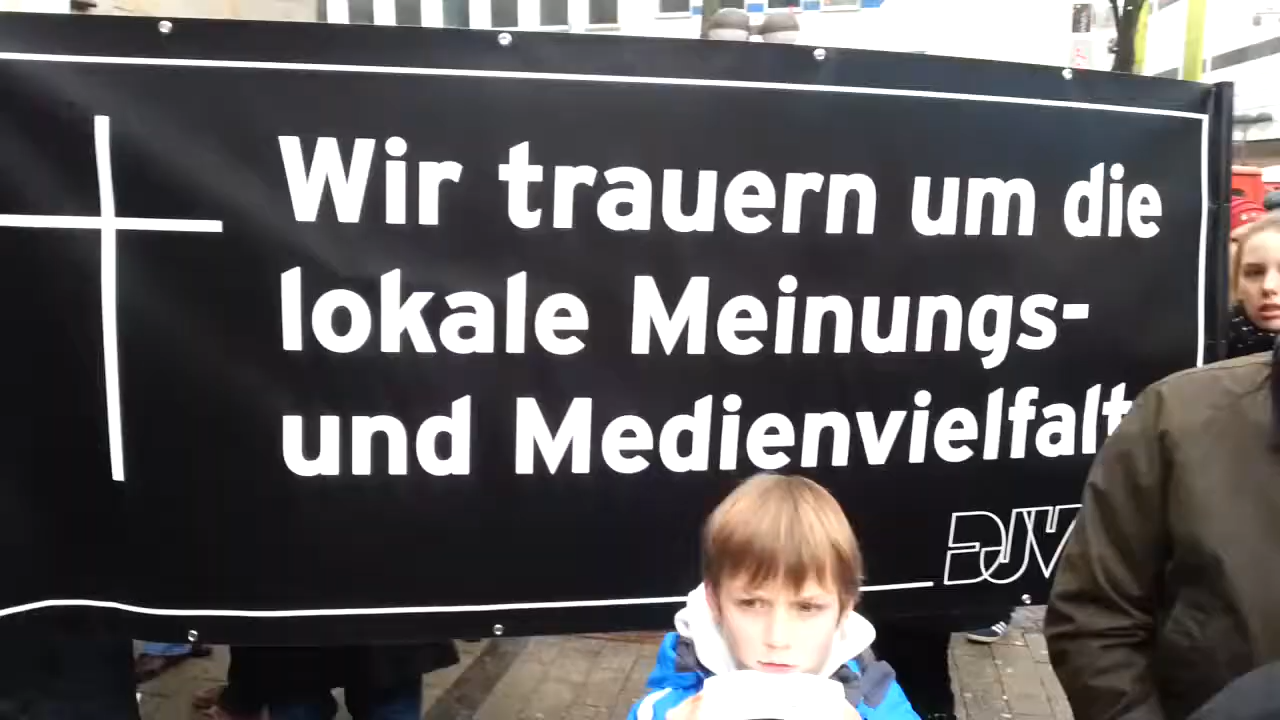 Wir trauern um die
lokale Meinungs-
und Medienvielfalt
DJV